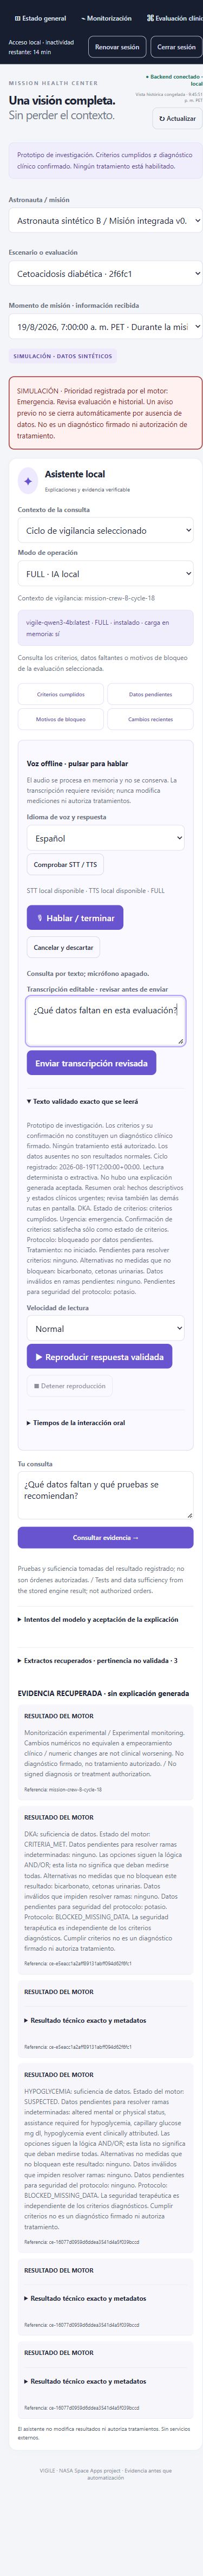 Estado general
Monitorización
Evaluación clínic
Acceso local · inactividad
restante: 14 min
Renovar sesión
Cerrar sesión
MISSION HEALTH CENTER
Una visión completa.
Sin perder el contexto.
● Backend conectado ·
local
Vista histórica congelada · 9:45:51
p. m. PET
↻ Actualizar
Prototipo de investigación. Criterios cumplidos ≠ diagnóstico
clínico confirmado. Ningún tratamiento está habilitado.
Astronauta / misión
Astronauta sintético B / Misión integrada v0.
Escenario o evaluación
Cetoacidosis diabética · 2f6fc1
Momento de misión · información recibida
19/8/2026, 7:00:00 a. m. PET · Durante la misi
SIMULACIÓN · DATOS SINTÉTICOS
SIMULACIÓN · Prioridad registrada por el motor:
Emergencia. Revisa evaluación e historial. Un aviso
previo no se cierra automáticamente por ausencia de
datos. No es un diagnóstico firmado ni autorización de
tratamiento.
Asistente local
Explicaciones y evidencia verificable
Contexto de la consulta
Ciclo de vigilancia seleccionado
Modo de operación
FULL · IA local
Contexto de vigilancia: mission-crew-8-cycle-18
vigile-qwen3-4b:latest · FULL · instalado · carga en
memoria: sí
Consulta los criterios, datos faltantes o motivos de bloqueo
de la evaluación seleccionada.
Criterios cumplidos
Datos pendientes
Motivos de bloqueo
Cambios recientes
Voz offline · pulsar para hablar
El audio se procesa en memoria y no se conserva. La
transcripción requiere revisión; nunca modifica
mediciones ni autoriza tratamientos.
Idioma de voz y respuesta
Español
Comprobar STT / TTS
STT local disponible · TTS local disponible · FULL
Hablar / terminar
Cancelar y descartar
Consulta por texto; micrófono apagado.
Transcripción editable · revisar antes de enviar
¿Qué datos faltan en esta evaluación?
Enviar transcripción revisada
▼ Texto validado exacto que se leerá
Prototipo de investigación. Los criterios y su
confirmación no constituyen un diagnóstico clínico
firmado. Ningún tratamiento está autorizado. Los
datos ausentes no son resultados normales. Ciclo
registrado: 2026-08-19T12:00:00+00:00. Lectura
determinista o extractiva. No hubo una explicación
generada aceptada. Resumen oral: hechos descriptivos
y estados clínicos urgentes; revisa también las demás
rutas en pantalla. DKA. Estado de criterios: criterios
cumplidos. Urgencia: emergencia. Confirmación de
criterios: satisfecha sólo como estado de criterios.
Protocolo: bloqueado por datos pendientes.
Tratamiento: no iniciado. Pendientes para resolver
criterios: ninguno. Alternativas no medidas que no
bloquean: bicarbonato, cetonas urinarias. Datos
inválidos en ramas pendientes: ninguno. Pendientes
para seguridad del protocolo: potasio.
Velocidad de lectura
Normal
▶ Reproducir respuesta validada
■ Detener reproducción
▶ Tiempos de la interacción oral
Tu consulta
¿Qué datos faltan y qué pruebas se
recomiendan?
Consultar evidencia →
Pruebas y suficiencia tomadas del resultado registrado; no
son órdenes autorizadas. / Tests and data sufficiency from
the stored engine result; not authorized orders.
▶ Intentos del modelo y aceptación de la explicación
▶ Extractos recuperados · pertinencia no validada · 3
EVIDENCIA RECUPERADA · sin explicación generada
RESULTADO DEL MOTOR
Monitorización experimental / Experimental monitoring.
Cambios numéricos no equivalen a empeoramiento
clínico / numeric changes are not clinical worsening. No
diagnóstico firmado, no tratamiento autorizado. / No
signed diagnosis or treatment authorization.
Referencia: mission-crew-8-cycle-18
RESULTADO DEL MOTOR
DKA: suficiencia de datos. Estado del motor:
CRITERIA_MET. Datos pendientes para resolver ramas
indeterminadas: ninguno. Las opciones siguen la lógica
AND/OR; esta lista no significa que deban medirse
todas. Alternativas no medidas que no bloquean este
resultado: bicarbonato, cetonas urinarias. Datos
inválidos que impiden resolver ramas: ninguno. Datos
pendientes para seguridad del protocolo: potasio.
Protocolo: BLOCKED_MISSING_DATA. La seguridad
terapéutica es independiente de los criterios
diagnósticos. Cumplir criterios no es un diagnóstico
firmado ni autoriza tratamiento.
RESULTADO DEL MOTOR
▶ Resultado técnico exacto y metadatos
RESULTADO DEL MOTOR
HYPOGLYCEMIA: suficiencia de datos. Estado del motor:
SUSPECTED. Datos pendientes para resolver ramas
indeterminadas: altered mental or physical status,
assistance required for hypoglycemia, capillary glucose
mg dl, hypoglycemia event clinically attributed. Las
opciones siguen la lógica AND/OR; esta lista no significa
que deban medirse todas. Alternativas no medidas que
no bloquean este resultado: ninguno. Datos inválidos
que impiden resolver ramas: ninguno. Datos pendientes
para seguridad del protocolo: ninguno. Protocolo:
BLOCKED_MISSING_DATA. La seguridad terapéutica es
independiente de los criterios diagnósticos. Cumplir
criterios no es un diagnóstico firmado ni autoriza
tratamiento.
RESULTADO DEL MOTOR
▶ Resultado técnico exacto y metadatos
RESULTADO DEL MOTOR
▶ Resultado técnico exacto y metadatos
El asistente no modifica resultados ni autoriza tratamientos. Sin servicios
externos.
VIGILE · NASA Space Apps project · Evidencia antes que
automatización